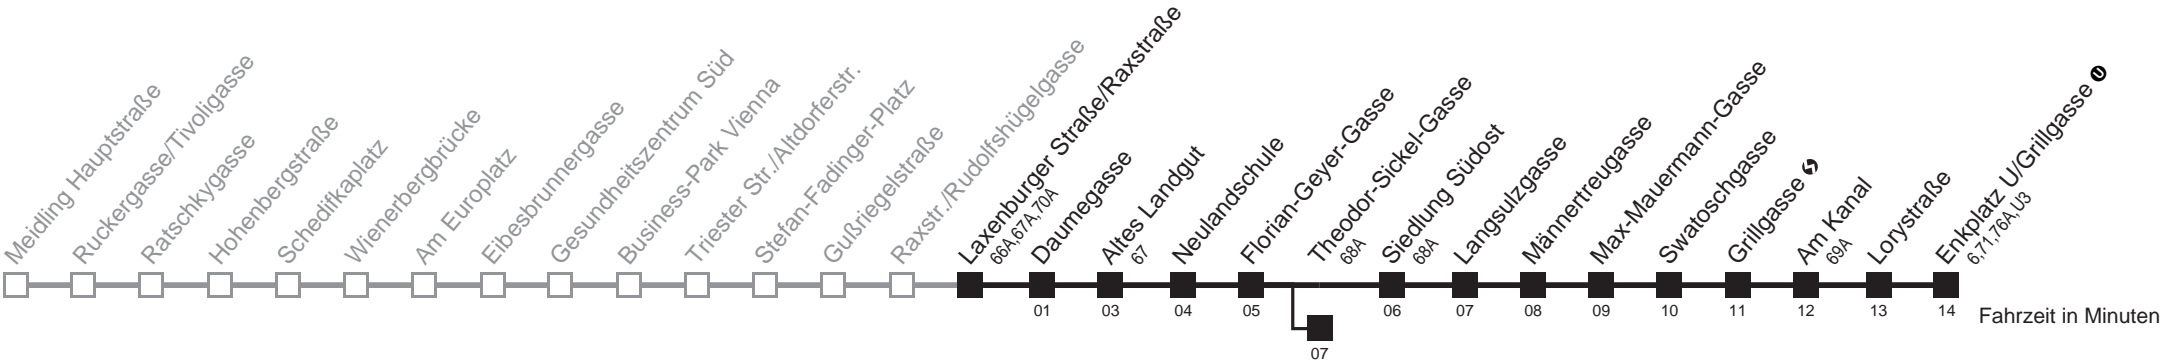 Meidling Hauptstraße
Ruckergasse/Tivoligasse
Ratschkygasse
Hohenbergstraße
Schedifkaplatz
Wienerbergbrücke
Am Europlatz
Eibesbrunnergasse
Gesundheitszentrum Süd
Business-Park Vienna
Triester Str./Altdorferstr.
Stefan-Fadinger-Platz
Gußriegelstraße
Raxstr./Rudolfshügelgasse
Laxenburger Straße/Raxstraße
66A,67A,70A
Daumegasse
Altes Landgut
67
Neulandschule
Florian-Geyer-Gasse
Theodor-Sickel-Gasse
68A
Siedlung Südost
68A
Langsulzgasse
Männertreugasse
Max-Mauermann-Gasse
Swatoschgasse
Grillgasse
Am Kanal
69A
Lorystraße
Enkplatz U/Grillgasse U
6,71,76A,U3
01 03 04 05 06 07 08 09 10 11 12 13 14 Fahrzeit in Minuten
07